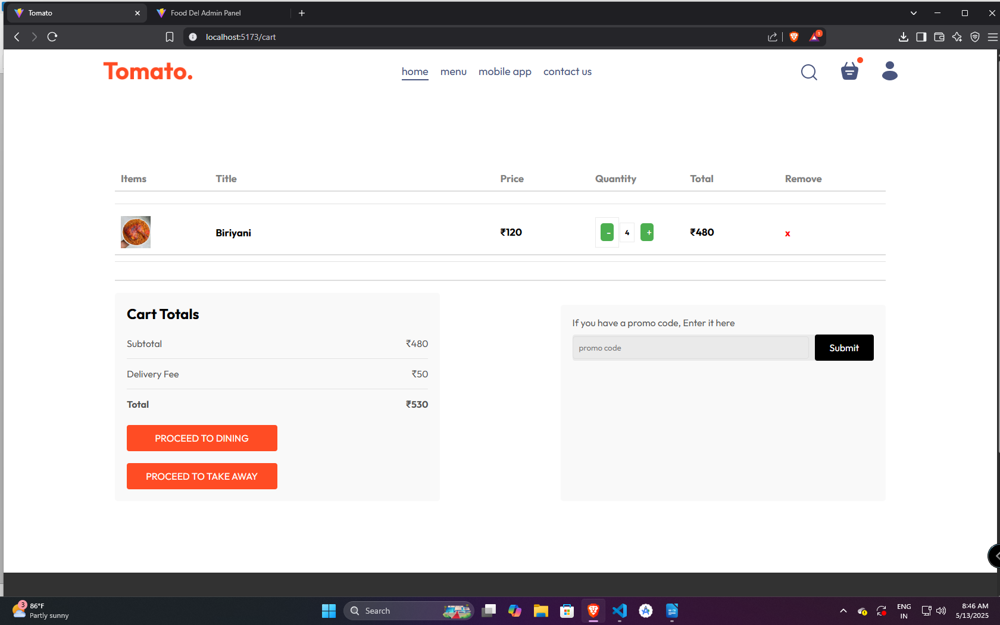 Tomato
Food Del Admin Panel
localhost:5173/cart
1
Tomato.
home menu mobile app contact us
Items Title Price Quantity Total Remove
Biriyani ₹120 - 4 + ₹480 x
Cart Totals
Subtotal ₹480
Delivery Fee ₹50
Total ₹530
PROCEED TO DINING
PROCEED TO TAKE AWAY
If you have a promo code, Enter it here
promo code Submit
3
86°F
Partly sunny
Search
ENG
IN
8:46 AM
5/13/2025